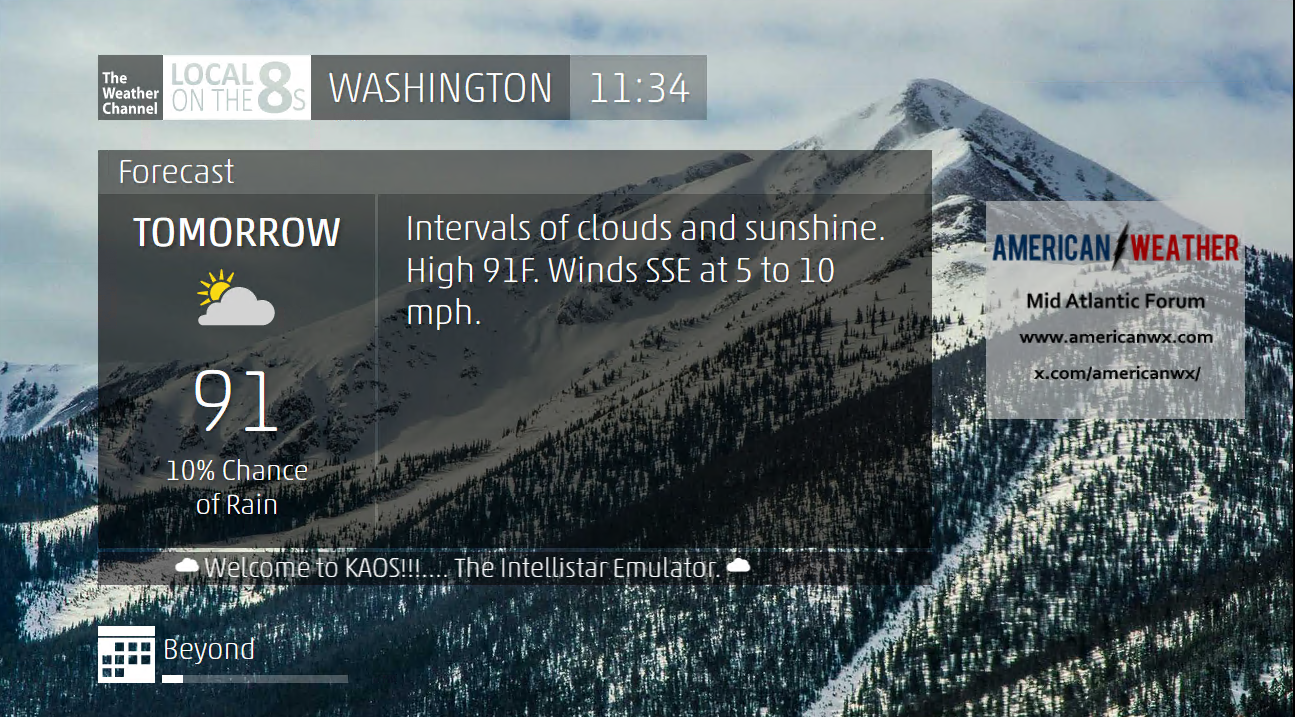 The
Weather
Channel
LOCAL
ON THE 8s
WASHINGTON
11:34
Forecast
TOMORROW
91
10% Chance
of Rain
Intervals of clouds and sunshine.
High 91F. Winds SSE at 5 to 10
mph.
AMERICAN WEATHER
Mid Atlantic Forum
www.americanwx.com
x.com/americanwx/
Welcome to KAOS!!!.... The Intellistar Emulator.
Beyond